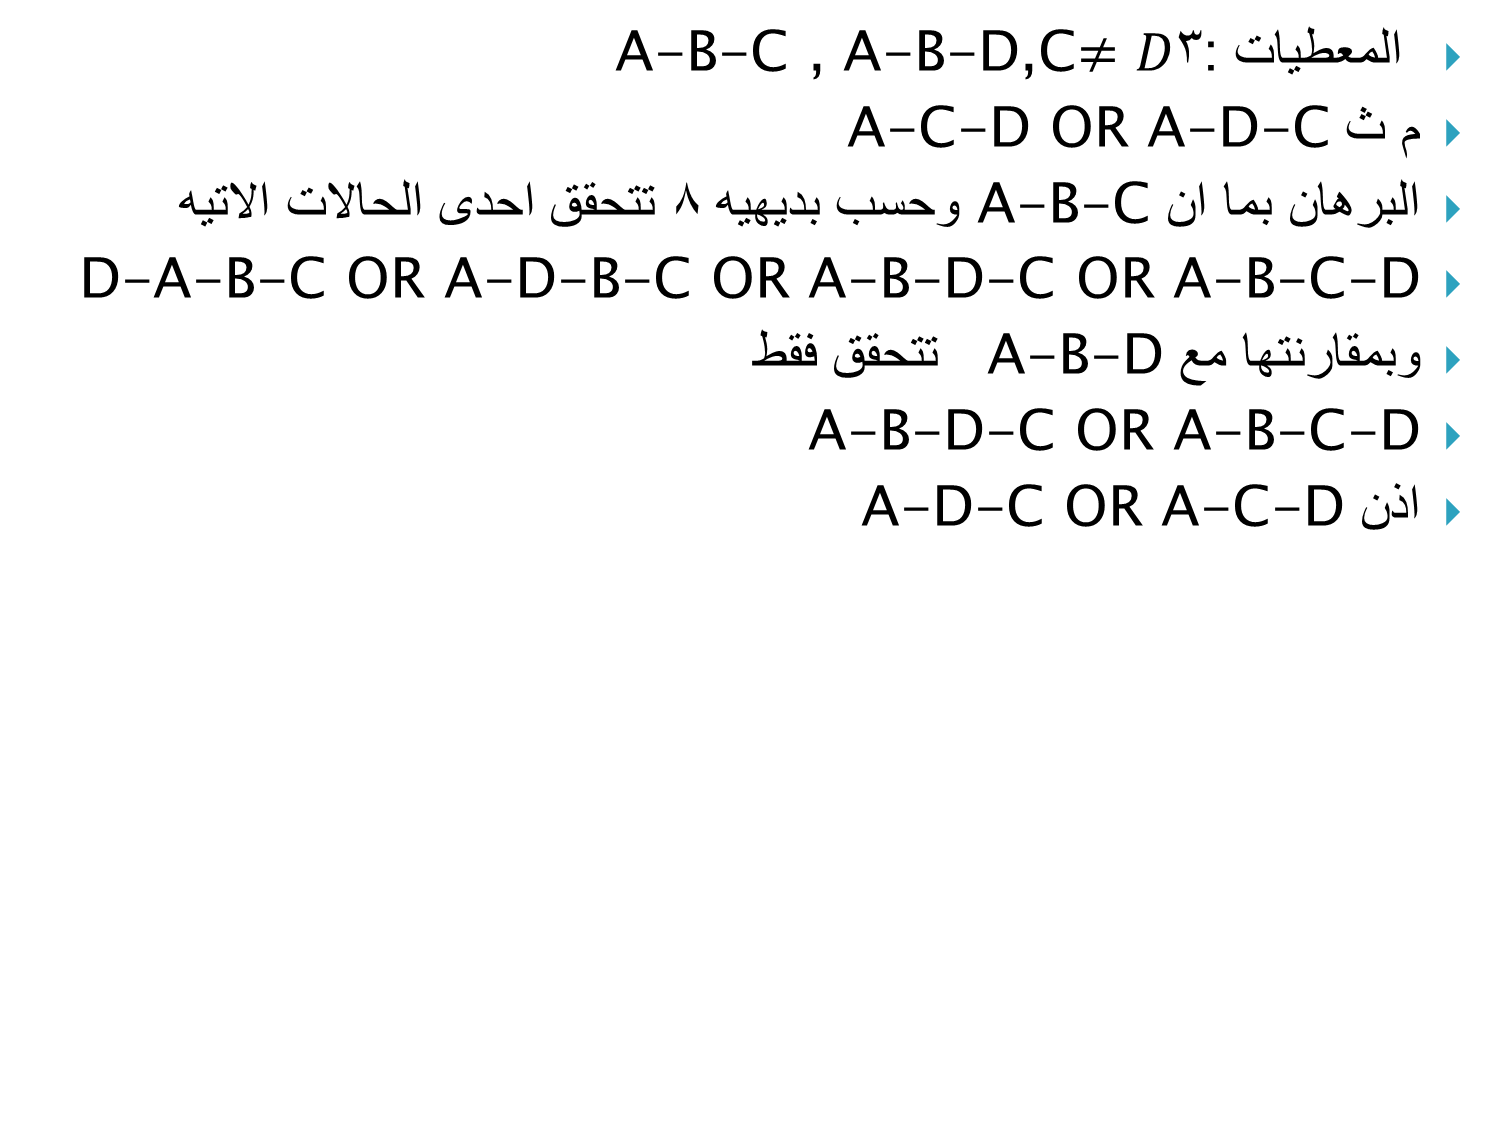 المعطيات :٣A-B-C , A-B-D,C≠ D
م ث A-C-D OR A-D-C
البرهان بما ان A-B-C وحسب بديهيه ٨ تتحقق احدى الحالات الاتيه
D-A-B-C OR A-D-B-C OR A-B-D-C OR A-B-C-D
وبمقارنتها مع A-B-D تتحقق فقط
A-B-D-C OR A-B-C-D
اذن A-D-C OR A-C-D